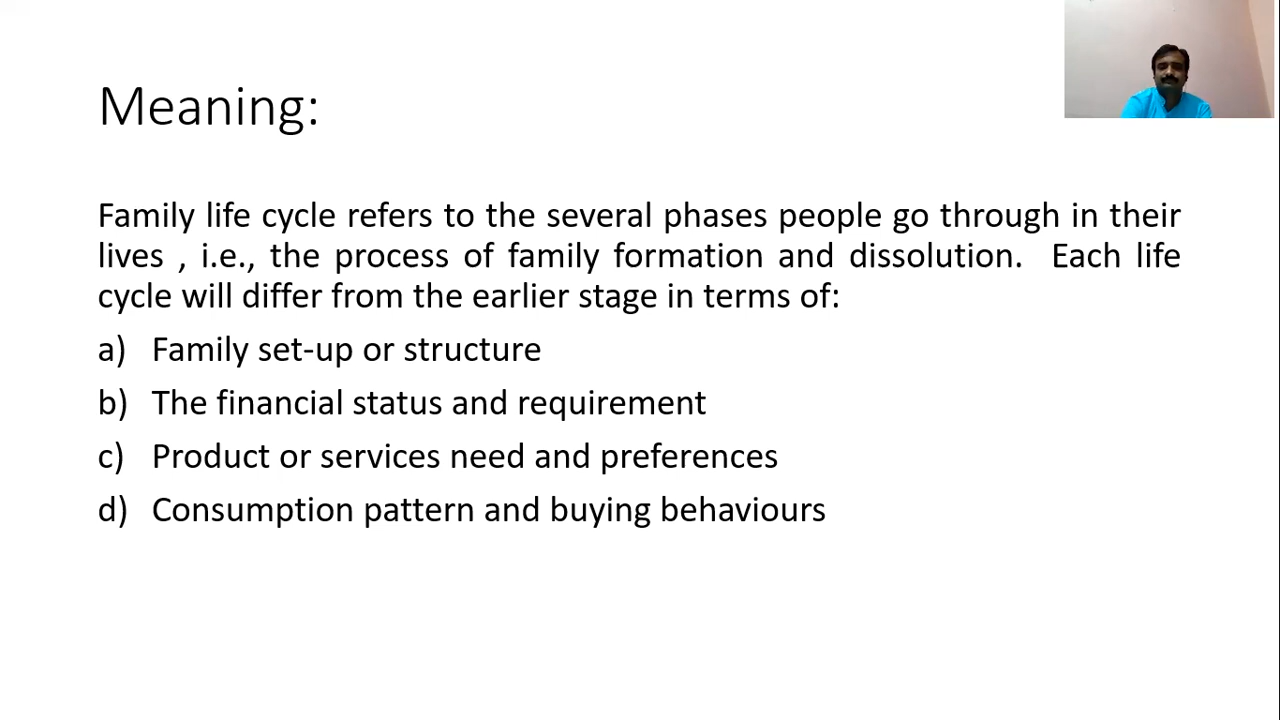 Meaning:
Family life cycle refers to the several phases people go through in their
lives , i.e., the process of family formation and dissolution. Each life
cycle will differ from the earlier stage in terms of:
a) Family set-up or structure
b) The financial status and requirement
c) Product or services need and preferences
d) Consumption pattern and buying behaviours